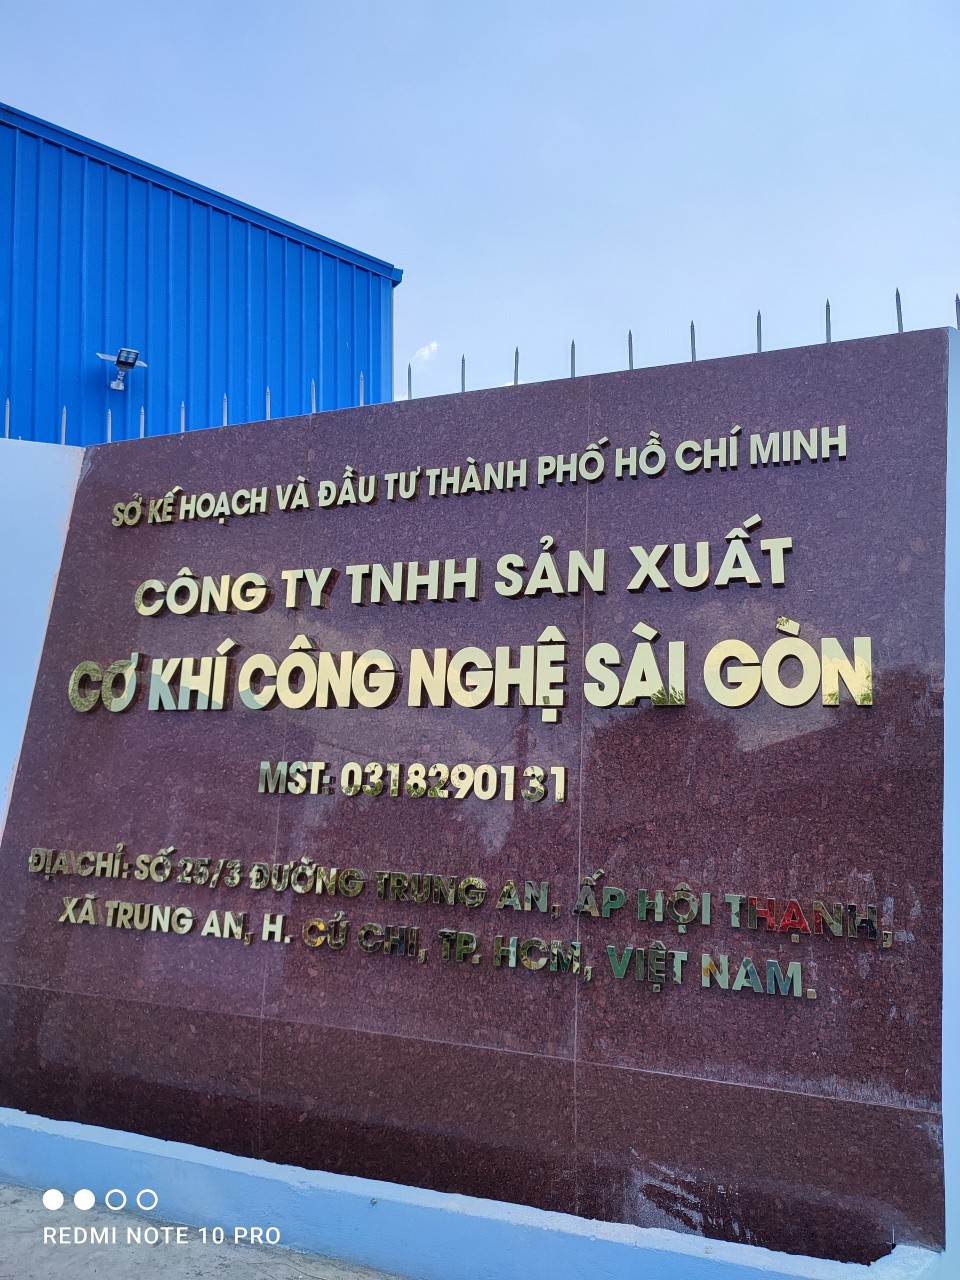 SỞ KẾ HOẠCH VÀ ĐẦU TƯ THÀNH PHỐ HỒ CHÍ MINH
CÔNG TY TNHH SẢN XUẤT
CƠ KHÍ CÔNG NGHỆ SÀI GÒN
MST: 0318290131
ĐỊA CHỈ: SỐ 25/3 ĐƯỜNG TRUNG AN, ẤP HỘI THẠNH,
XÃ TRUNG AN, H. CỦ CHI, TP. HCM, VIỆT NAM.
REDMI NOTE 10 PRO